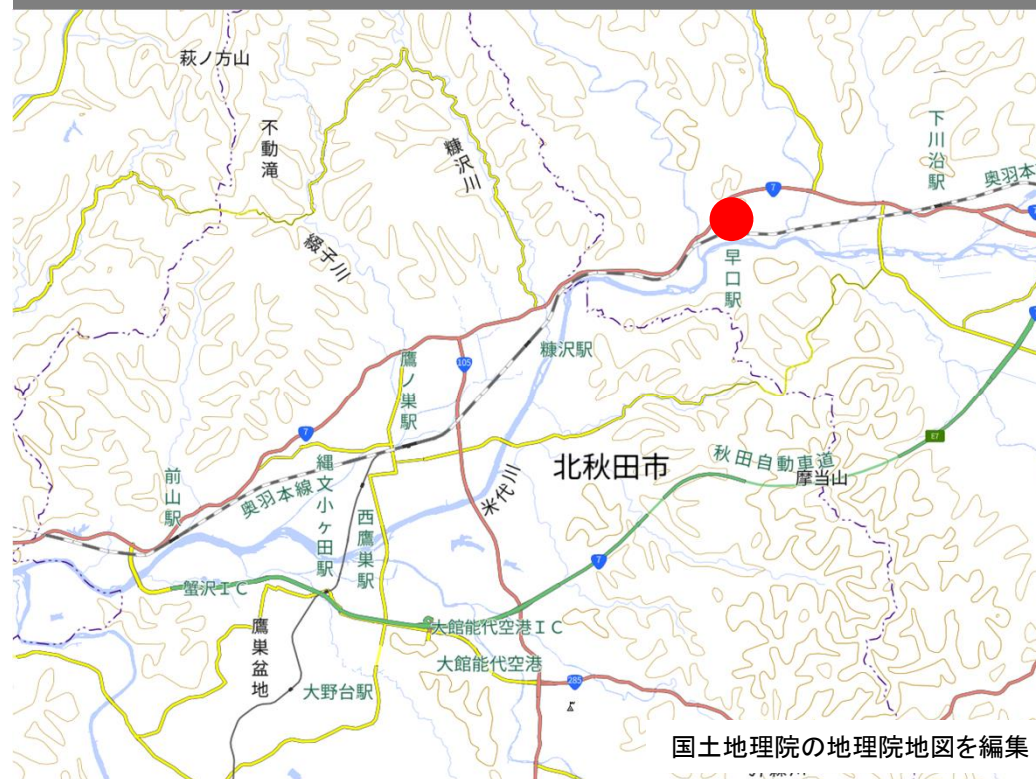 萩ノ方山
不動滝
糠沢川
下川沿駅
奥羽本
7
7
綴子川
早口駅
糠沢駅
105
鷹ノ巣駅
7
E7
北秋田市
秋田自動車道
摩当山
前山駅
奥羽本線
縄文小ヶ田駅
西鷹巣駅
米代川
7
蟹沢IC
大館能代空港IC
鷹巣盆地
大野台駅
大館能代空港
285
国土地理院の地理院地図を編集